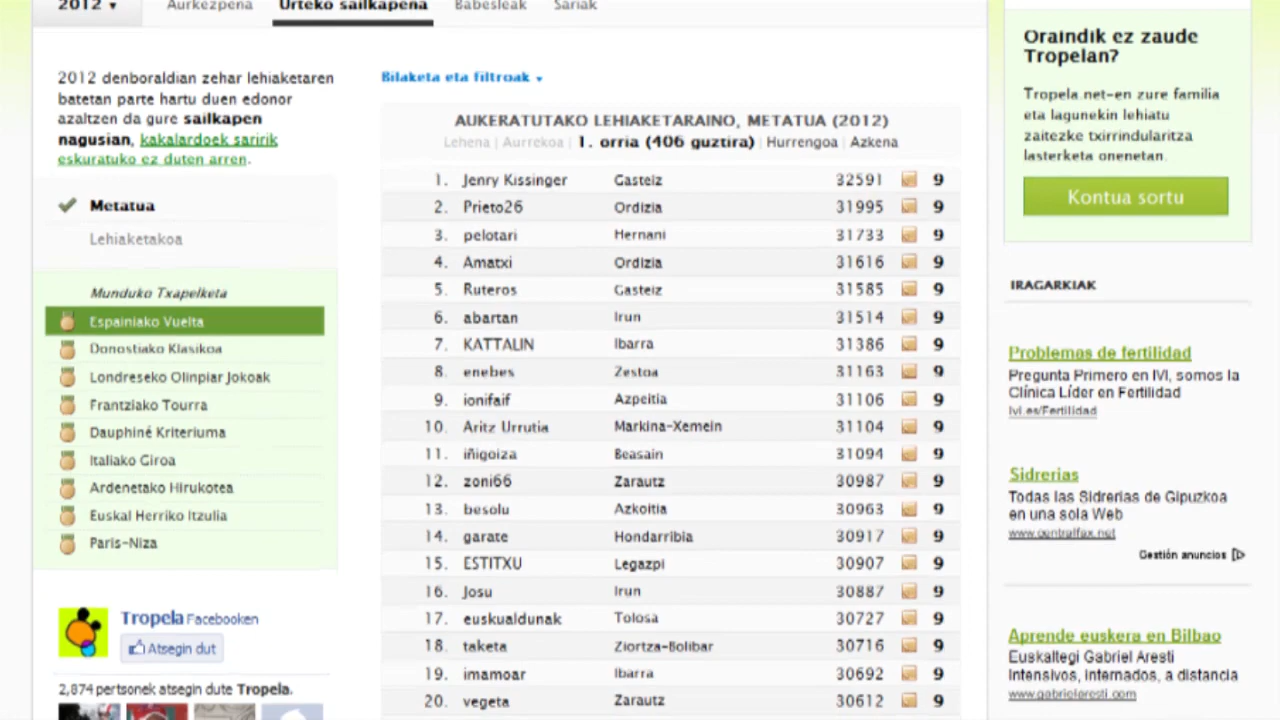 2012 ▾
Aurkezpena
Urteko sailkapena
Babesleak
Sariak
2012 denboraldian zehar lehiaketaren
batetan parte hartu duen edonor
azaltzen da gure sailkapen
nagusian, kakalardoek saririk
eskuratuko ez duten arren.
Metatua
Lehiaketakoa
Munduko Txapelketa
Espainiako Vuelta
Donostiako Klasikoa
Londreseko Olinpiar Jokoak
Frantziako Tourra
Dauphiné Kriteriuma
Italiako Giroa
Ardenetako Hirukotea
Euskal Herriko Itzulia
Paris-Niza
Tropela Facebooken
Atsegin dut
2,874 pertsonek atsegin dute Tropela.
Bilaketa eta filtroak ▾
AUKERATUTAKO LEHIAKETARAINO, METATUA (2012)
Lehena | Aurrekoa | 1. orria (406 guztira) | Hurrengoa | Azkena
1. Jenry Kissinger Gasteiz 32591 9
2. Prieto26 Ordizia 31995 9
3. pelotari Hernani 31733 9
4. Amatxi Ordizia 31616 9
5. Ruteros Gasteiz 31585 9
6. abartan Irun 31514 9
7. KATTALIN Ibarra 31386 9
8. enebes Zestoa 31163 9
9. ionifaif Azpeitia 31106 9
10. Aritz Urrutia Markina-Xemein 31104 9
11. iñigoiza Beasain 31094 9
12. zoni66 Zarautz 30987 9
13. besolu Azkoitia 30963 9
14. garate Hondarribia 30917 9
15. ESTITXU Legazpi 30907 9
16. Josu Irun 30887 9
17. euskualdunak Tolosa 30727 9
18. taketa Ziortza-Bolibar 30716 9
19. imamoar Ibarra 30692 9
20. vegeta Zarautz 30612 9
Oraindik ez zaude
Tropelan?
Tropela.net-en zure familia
eta lagunekin lehiatu
zaitezke txirrindularitza
lasterketa onenetan.
Kontua sortu
IRAGARKIAK
Problemas de fertilidad
Pregunta Primero en IVI, somos la
Clínica Líder en Fertilidad
ivi.es/Fertilidad
Sidrerias
Todas las Sidrerias de Gipuzkoa
en una sola Web
www.centralfax.net
Gestión anuncios
Aprende euskera en Bilbao
Euskaltegi Gabriel Aresti
Intensivos, internados, a distancia
www.gabrielaresti.com